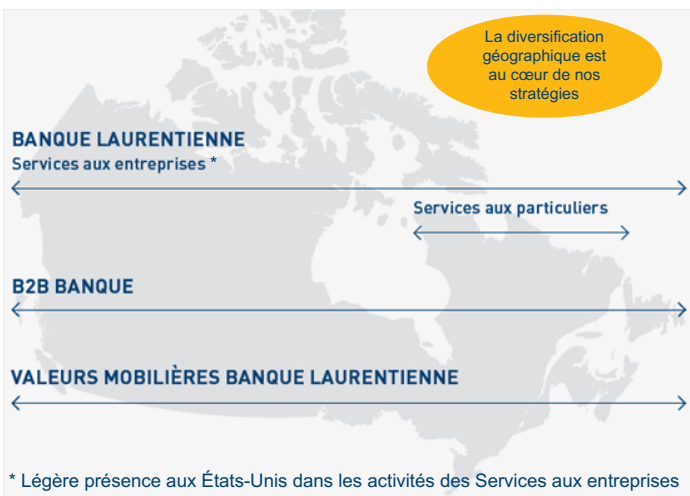 La diversification
géographique est
au cœur de nos
stratégies
BANQUE LAURENTIENNE
Services aux entreprises *
Services aux particuliers
B2B BANQUE
VALEURS MOBILIÈRES BANQUE LAURENTIENNE
* Légère présence aux États-Unis dans les activités des Services aux entreprises